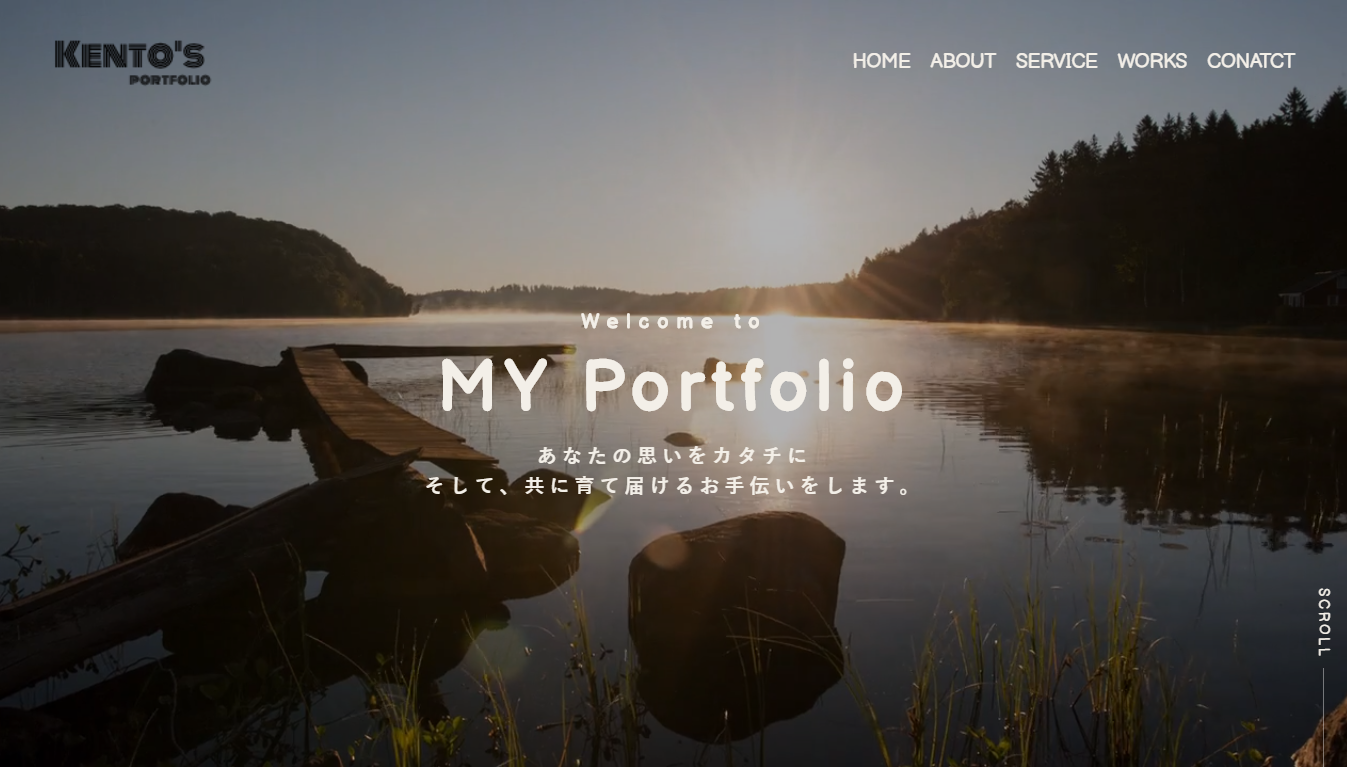 KENTO'S
PORTFOLIO
HOME ABOUT SERVICE WORKS CONATCT
Welcome to
MY Portfolio
あなたの思いをカタチに
そして、共に育て届けるお手伝いをします。
SCROLL